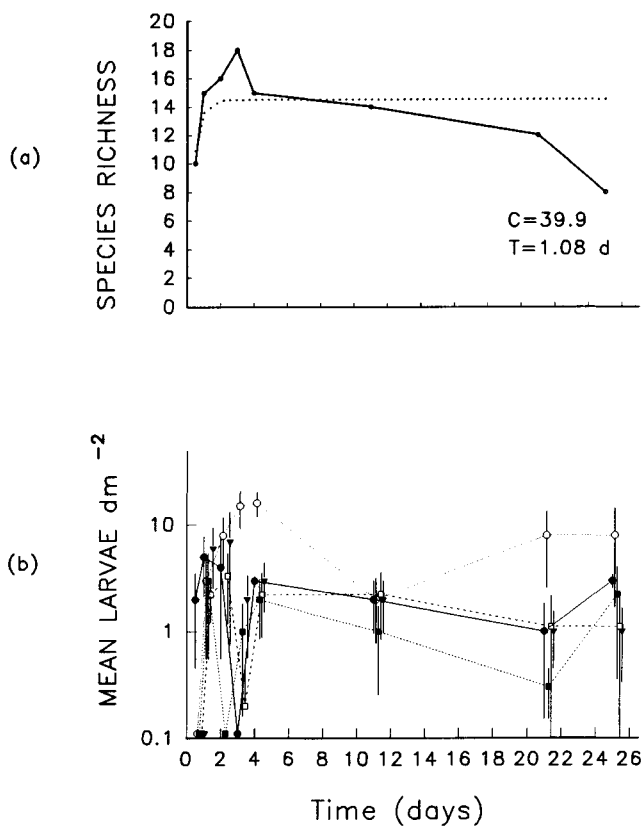 (a)
SPECIES RICHNESS
20
18
16
14
12
10
8
6
4
2
0
C=39.9
T=1.08 d
(b)
MEAN LARVAE dm⁻²
10
1
0.1
0 2 4 6 8 10 12 14 16 18 20 22 24 26
Time (days)